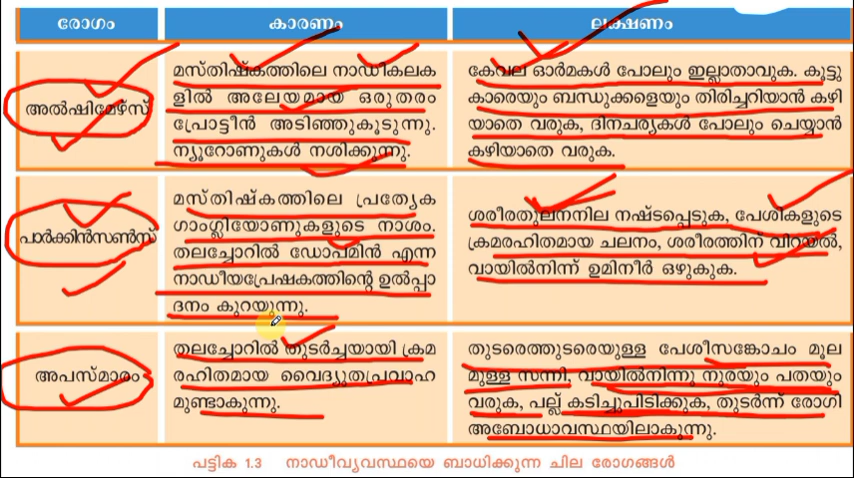 രോഗം കാരണം ലക്ഷണം
അൽഷിമേഴ്സ്
മസ്തിഷ്കത്തിലെ നാഡീകലക
ളിൽ അലേയമായ ഒരുതരം
പ്രോട്ടീൻ അടിഞ്ഞുകൂടുന്നു.
ന്യൂറോണുകൾ നശിക്കുന്നു.
കേവല ഓർമകൾ പോലും ഇല്ലാതാവുക. കൂട്ടു
കാരെയും ബന്ധുക്കളെയും തിരിച്ചറിയാൻ കഴി
യാതെ വരുക, ദിനചര്യകൾ പോലും ചെയ്യാൻ
കഴിയാതെ വരുക.
പാർക്കിൻസൺസ്
മസ്തിഷ്കത്തിലെ പ്രത്യേക
ഗാംഗ്ലിയോണുകളുടെ നാശം.
തലച്ചോറിൽ ഡോപമിൻ എന്ന
നാഡീയപ്രേഷകത്തിന്റെ ഉൽപ്പാ
ദനം കുറയുന്നു.
ശരീരതുലനനില നഷ്ടപ്പെടുക, പേശികളുടെ
ക്രമരഹിതമായ ചലനം, ശരീരത്തിന് വിറയൽ,
വായിൽനിന്ന് ഉമിനീർ ഒഴുകുക.
അപസ്മാരം
തലച്ചോറിൽ തുടർച്ചയായി ക്രമ
രഹിതമായ വൈദ്യുതപ്രവാഹ
മുണ്ടാകുന്നു.
തുടരെത്തുടരെയുള്ള പേശീസങ്കോചം മൂല
മുള്ള സന്നി, വായിൽനിന്നു നുരയും പതയും
വരുക, പല്ല് കടിച്ചുപിടിക്കുക, തുടർന്ന് രോഗി
അബോധാവസ്ഥയിലാകുന്നു.
പട്ടിക 1.3 നാഡീവ്യവസ്ഥയെ ബാധിക്കുന്ന ചില രോഗങ്ങൾ